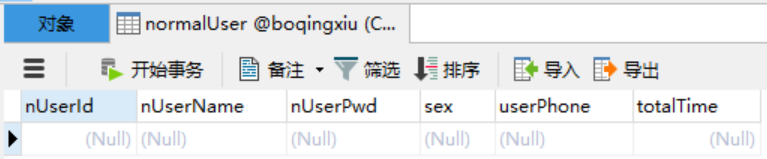 对象 normalUser @boqingxiu (C...
开始事务 备注 筛选 排序 导入 导出
nUserId nUserName nUserPwd sex userPhone totalTime
(Null) (Null) (Null) (Null) (Null) (Null)